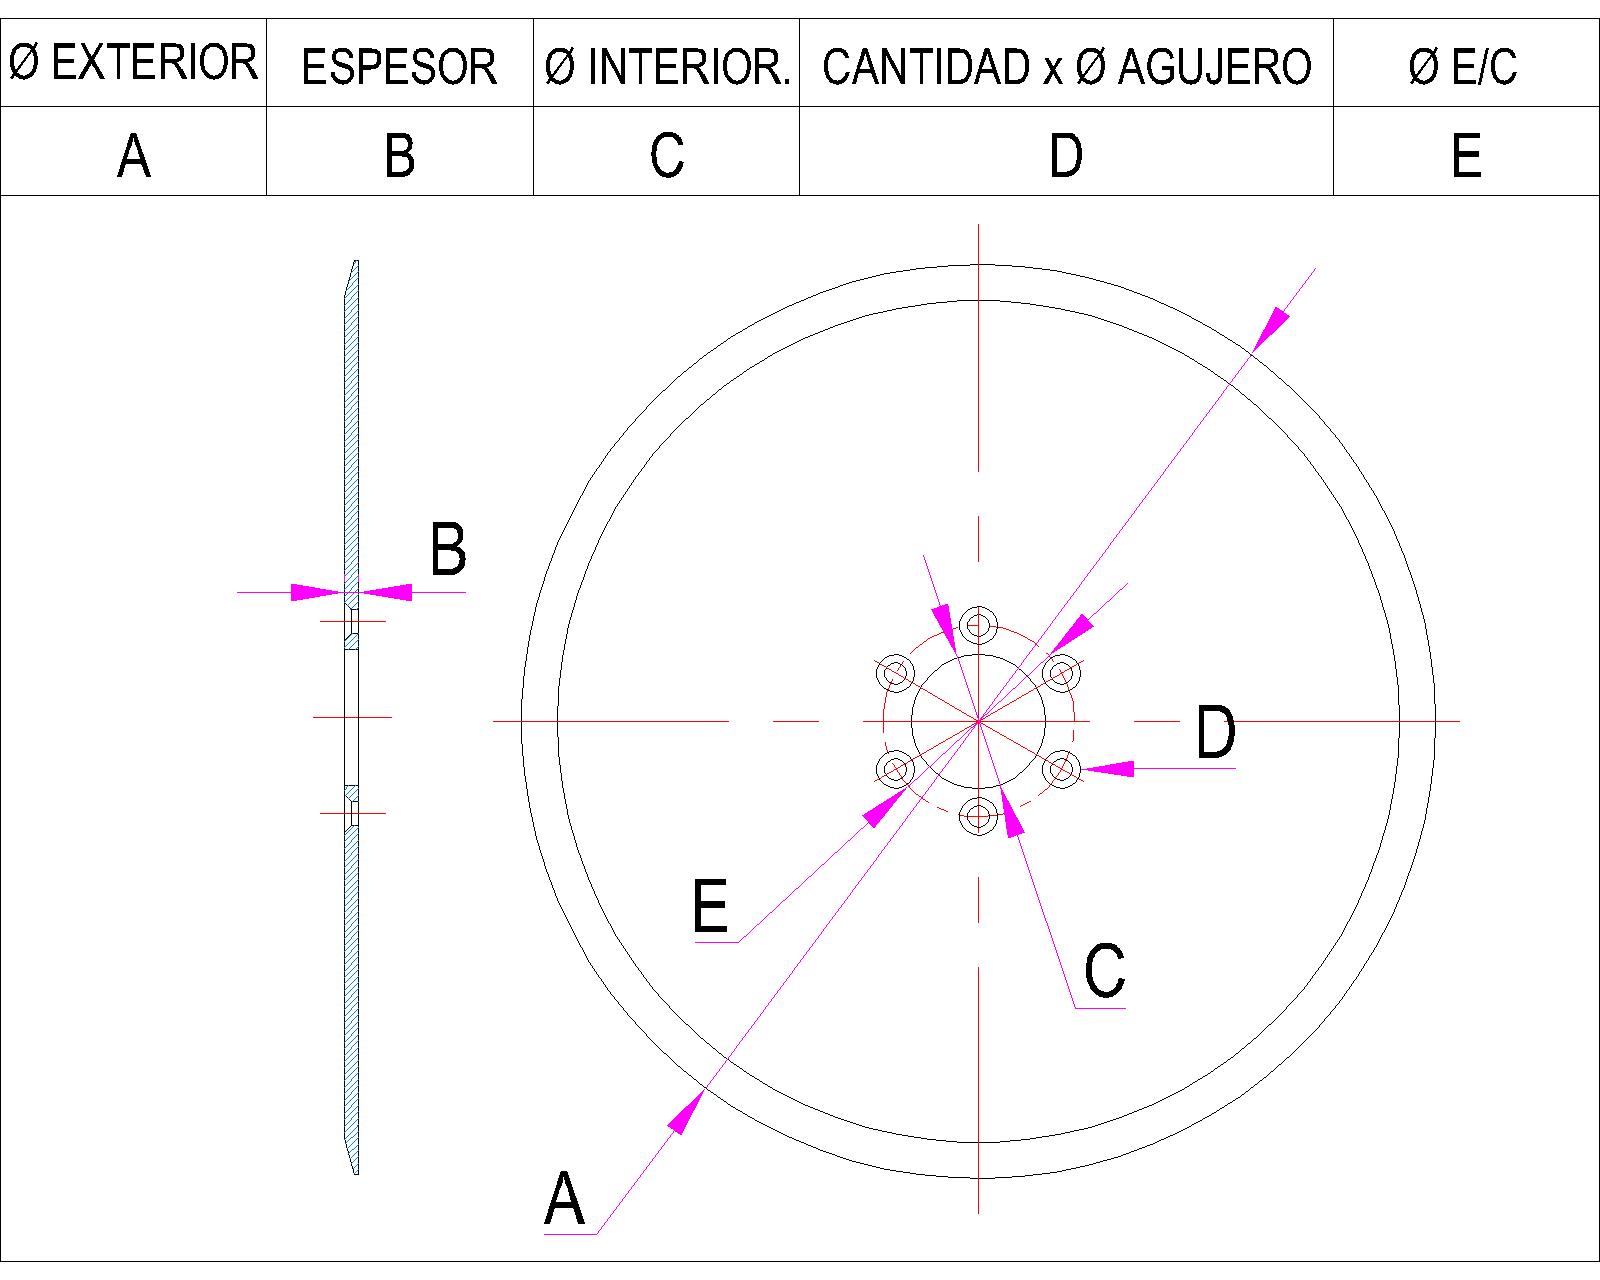 Ø EXTERIOR ESPESOR Ø INTERIOR. CANTIDAD x Ø AGUJERO Ø E/C
A B C D E
B
D
E
C
A